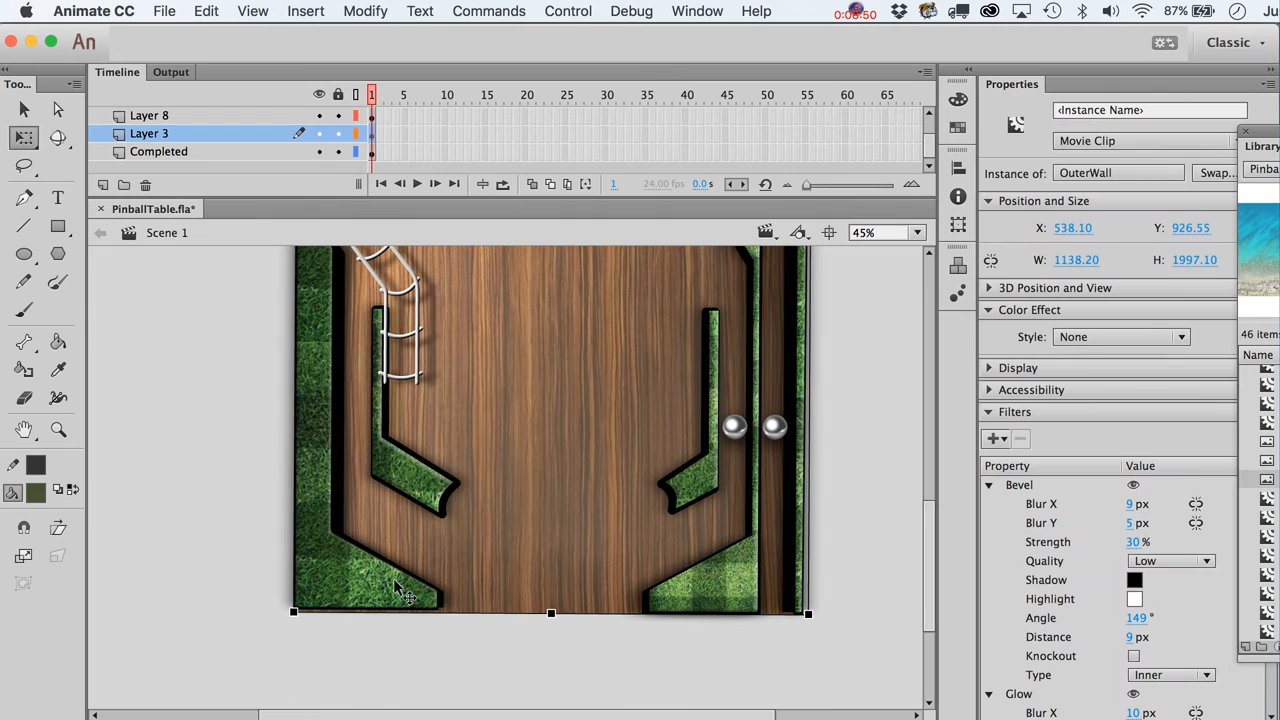 Animate CC File Edit View Insert Modify Text Commands Control Debug Window Help 0:06:50 87% Ju
An Classic
Too... Timeline Output Properties
1 5 10 15 20 25 30 35 40 45 50 55 60 65
Layer 8 ‹Instance Name›
Layer 3
Completed Movie Clip Library
Instance of: OuterWall Swap... Pinba
1 24.00 fps 0.0 s
Position and Size
PinballTable.fla*
X: 538.10 Y: 926.55
Scene 1 45%
W: 1138.20 H: 1997.10
3D Position and View
Color Effect
Style: None 46 items
Name
Display
Accessibility
Filters
Property Value
Bevel
Blur X 9 px
Blur Y 5 px
Strength 30 %
Quality Low
Shadow
Highlight
Angle 149 °
Distance 9 px
Knockout
Type Inner
Glow
Blur X 10 px